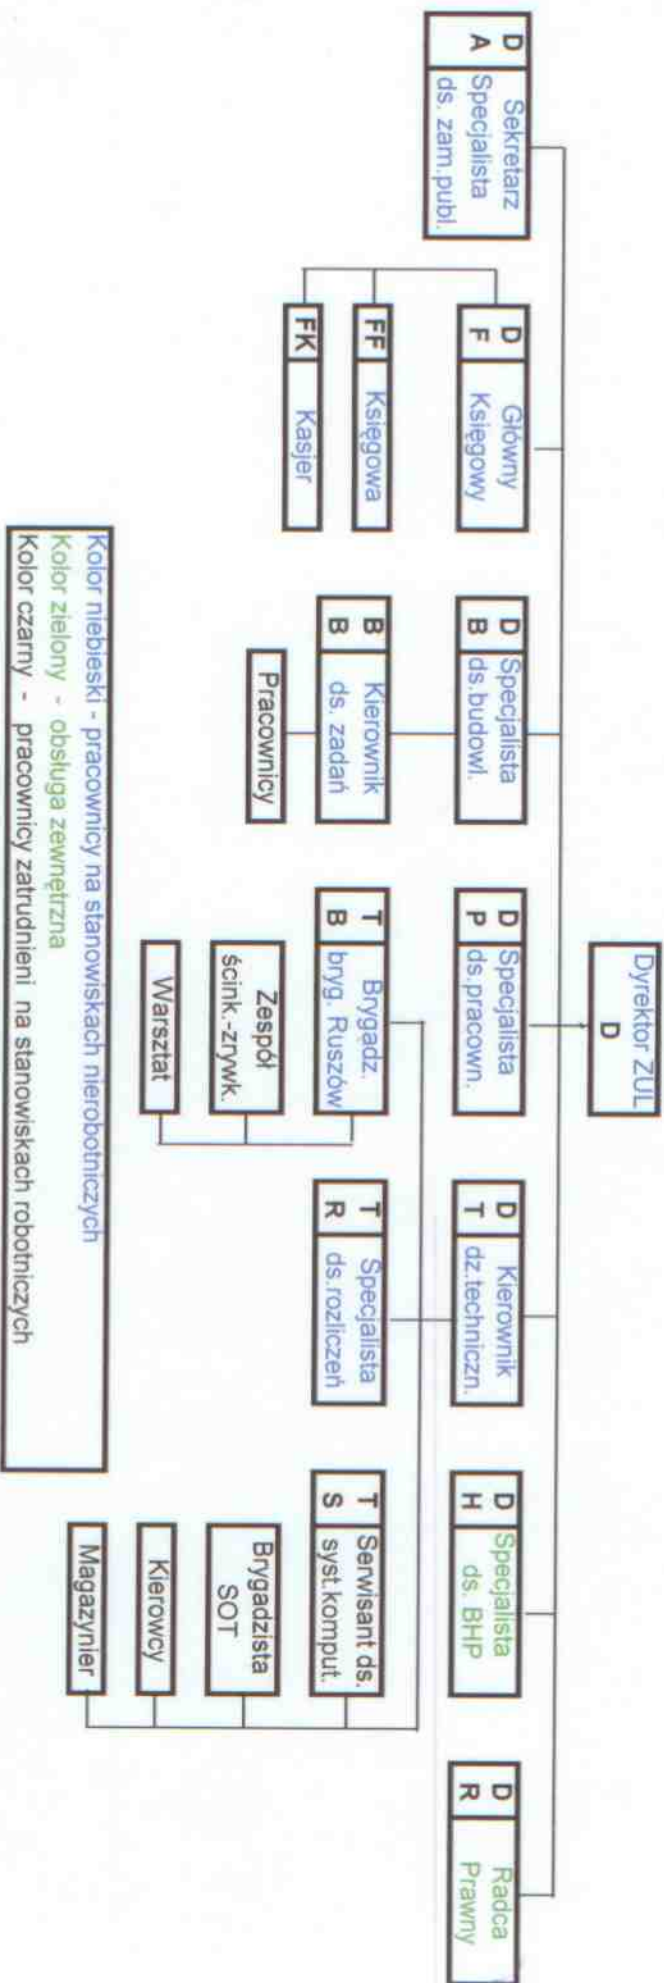 Dyrektor ZUL
D
D
A
Sekretarz
Specjalista
ds. zam.publ.
D
F
Główny
Księgowy
D
B
Specjalista
ds.budowl.
D
P
Specjalista
ds.pracown.
D
T
Kierownik
dz.techniczn.
D
H
Specjalista
ds. BHP
D
R
Radca
Prawny
FF
Księgowa
FK
Kasjer
B
B
Kierownik
ds. zadań
Pracownicy
T
B
Brygadz.
bryg. Ruszów
Zespół
ścink.-zrywk.
Warsztat
T
R
Specjalista
ds.rozliczeń
T
S
Serwisant ds.
syst.komput.
Brygadzista
SOT
Kierowcy
Magazynier
Kolor niebieski - pracownicy na stanowiskach nierobotniczych
Kolor zielony - obsługa zewnętrzna
Kolor czarny - pracownicy zatrudnieni na stanowiskach robotniczych